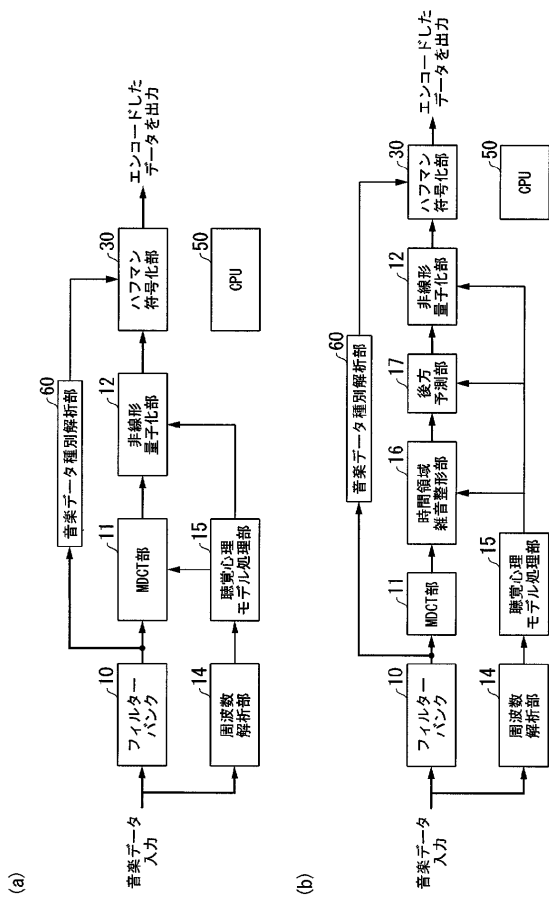 (a)
音楽データ
入力
10
フィルター
バンク
14
周波数
解析部
60
音楽データ種別解析部
11
MDCT部
15
聴覚心理
モデル処理部
12
非線形
量子化部
30
ハフマン
符号化部
50
CPU
エンコードした
データを出力
(b)
音楽データ
入力
10
フィルター
バンク
14
周波数
解析部
60
音楽データ種別解析部
11
MDCT部
15
聴覚心理
モデル処理部
16
時間領域
雑音整形部
17
後方
予測部
12
非線形
量子化部
30
ハフマン
符号化部
50
CPU
エンコードした
データを出力